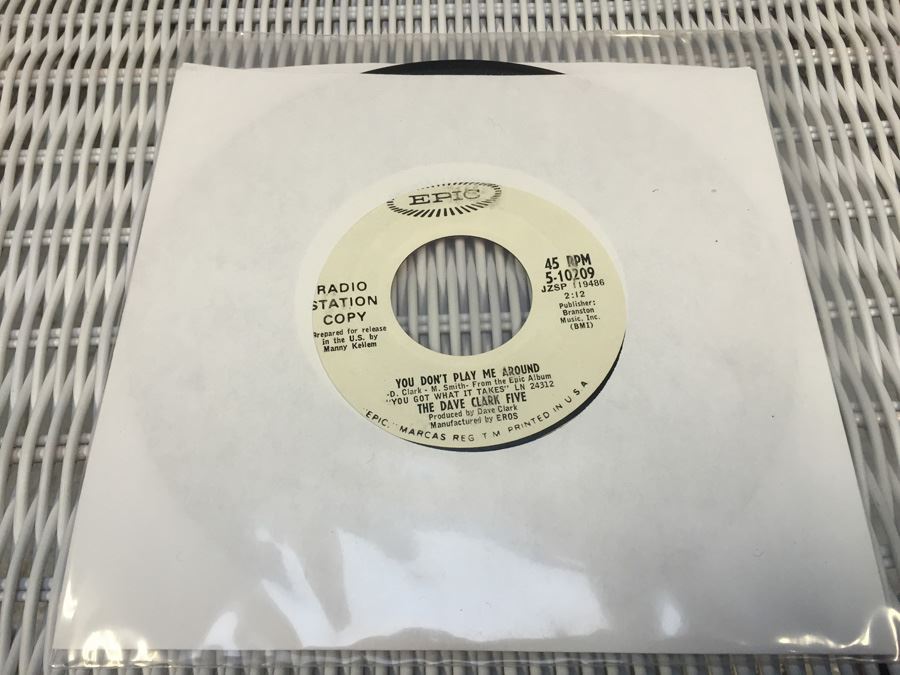 EPIC
RADIO
STATION
COPY
Prepared for release
in the U.S. by
Manny Kellem
45 RPM
5-10209
JZSP 119486
2:12
Publisher:
Branston
Music, Inc.
(BMI)
YOU DON'T PLAY ME AROUND
-D. Clark - M. Smith- From the Epic Album
"YOU GOT WHAT IT TAKES" LN 24312
THE DAVE CLARK FIVE
Produced by Dave Clark
Manufactured by EROS
"EPIC," MARCAS REG. T M PRINTED IN U.S.A.